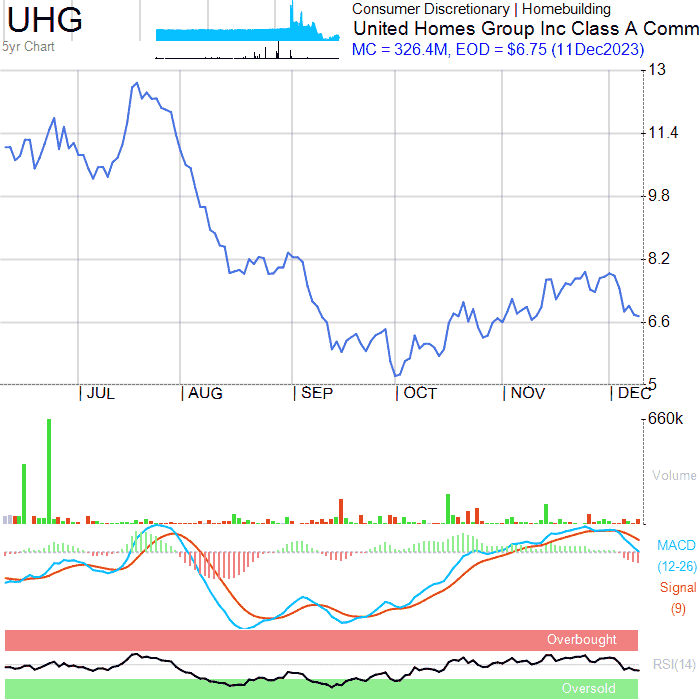 UHG
5yr Chart
Consumer Discretionary | Homebuilding
United Homes Group Inc Class A Comm
MC = 326.4M, EOD = $6.75 (11Dec2023)
13
11.4
9.8
8.2
6.6
5
JUL AUG SEP OCT NOV DEC
660k
Volume
MACD
(12-26)
Signal
(9)
Overbought
RSI(14)
Oversold